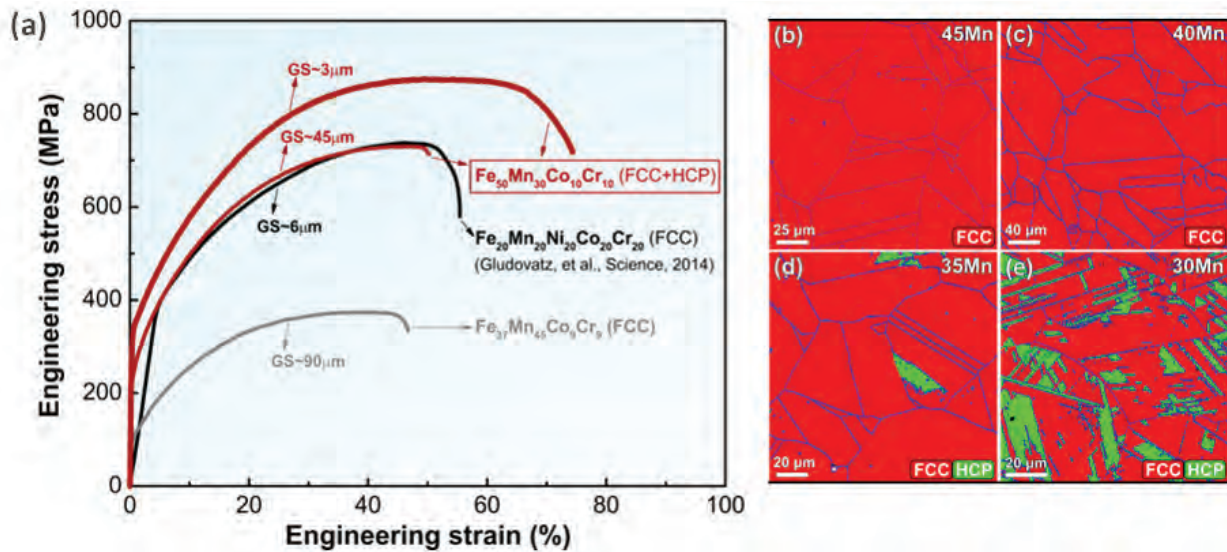 (a)
1000
800
600
400
200
0
Engineering stress (MPa)
GS~3μm
GS~45μm
Fe50Mn30Co10Cr10 (FCC+HCP)
GS~6μm
Fe20Mn20Ni20Co20Cr20 (FCC)
(Gludovatz, et al., Science, 2014)
Fe37Mn45Co9Cr9 (FCC)
GS~90μm
0 20 40 60 80 100
Engineering strain (%)
(b) 45Mn
25 μm FCC
(c) 40Mn
40 μm FCC
(d) 35Mn
20 μm FCC HCP
(e) 30Mn
20 μm FCC HCP